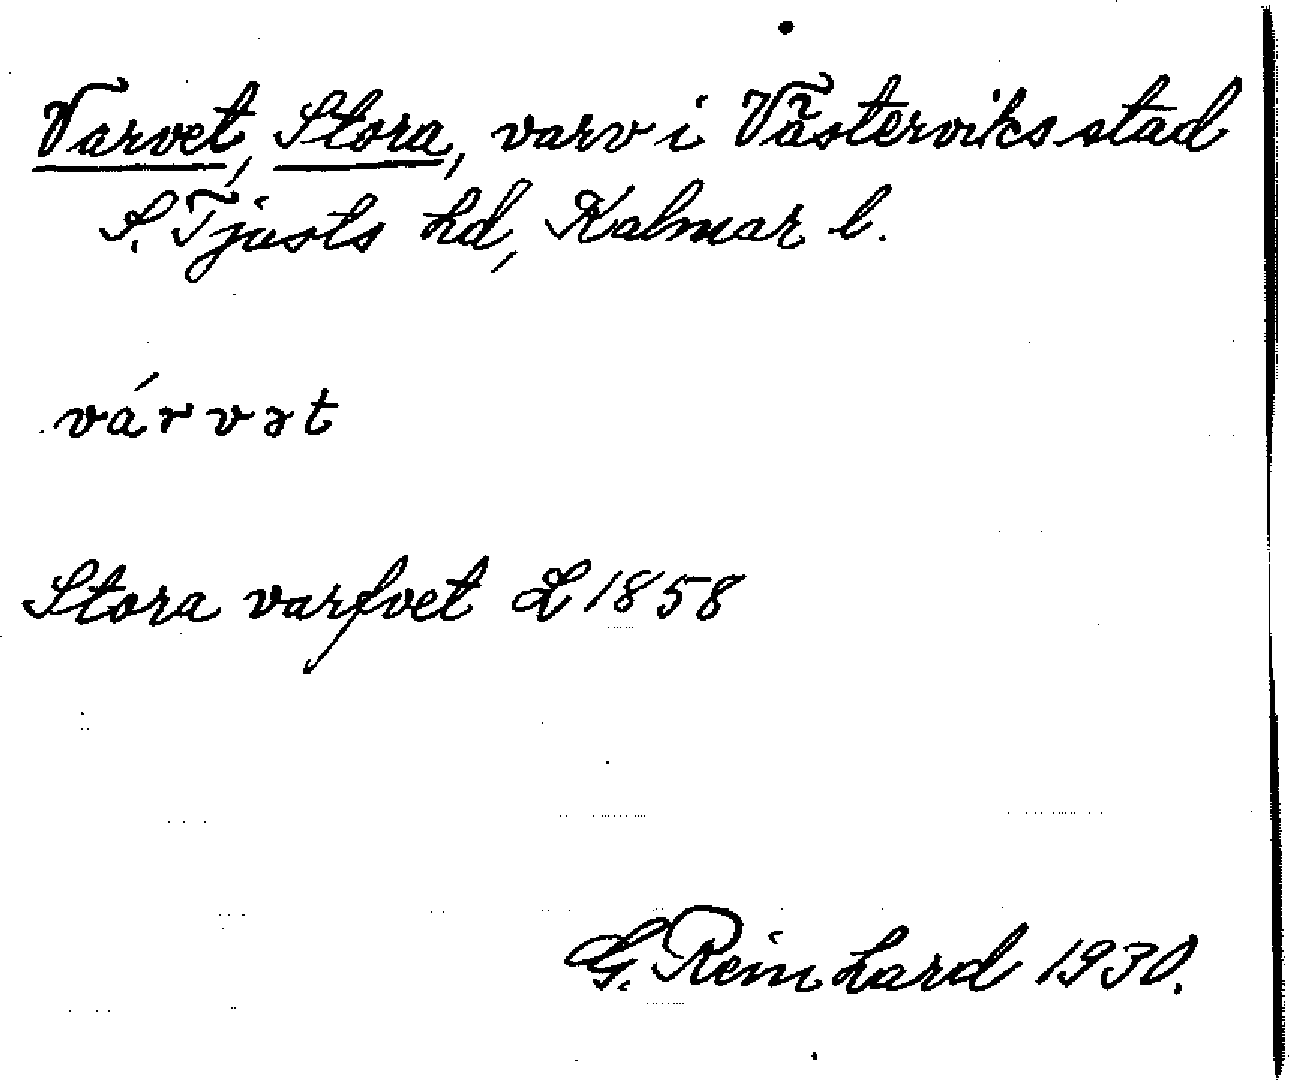 Varvet, Stora, varv i Västerviks stad
S. Tjusts hd, Kalmar l.
várvət
Stora varfvet L 1858
G. Reinhard 1930.